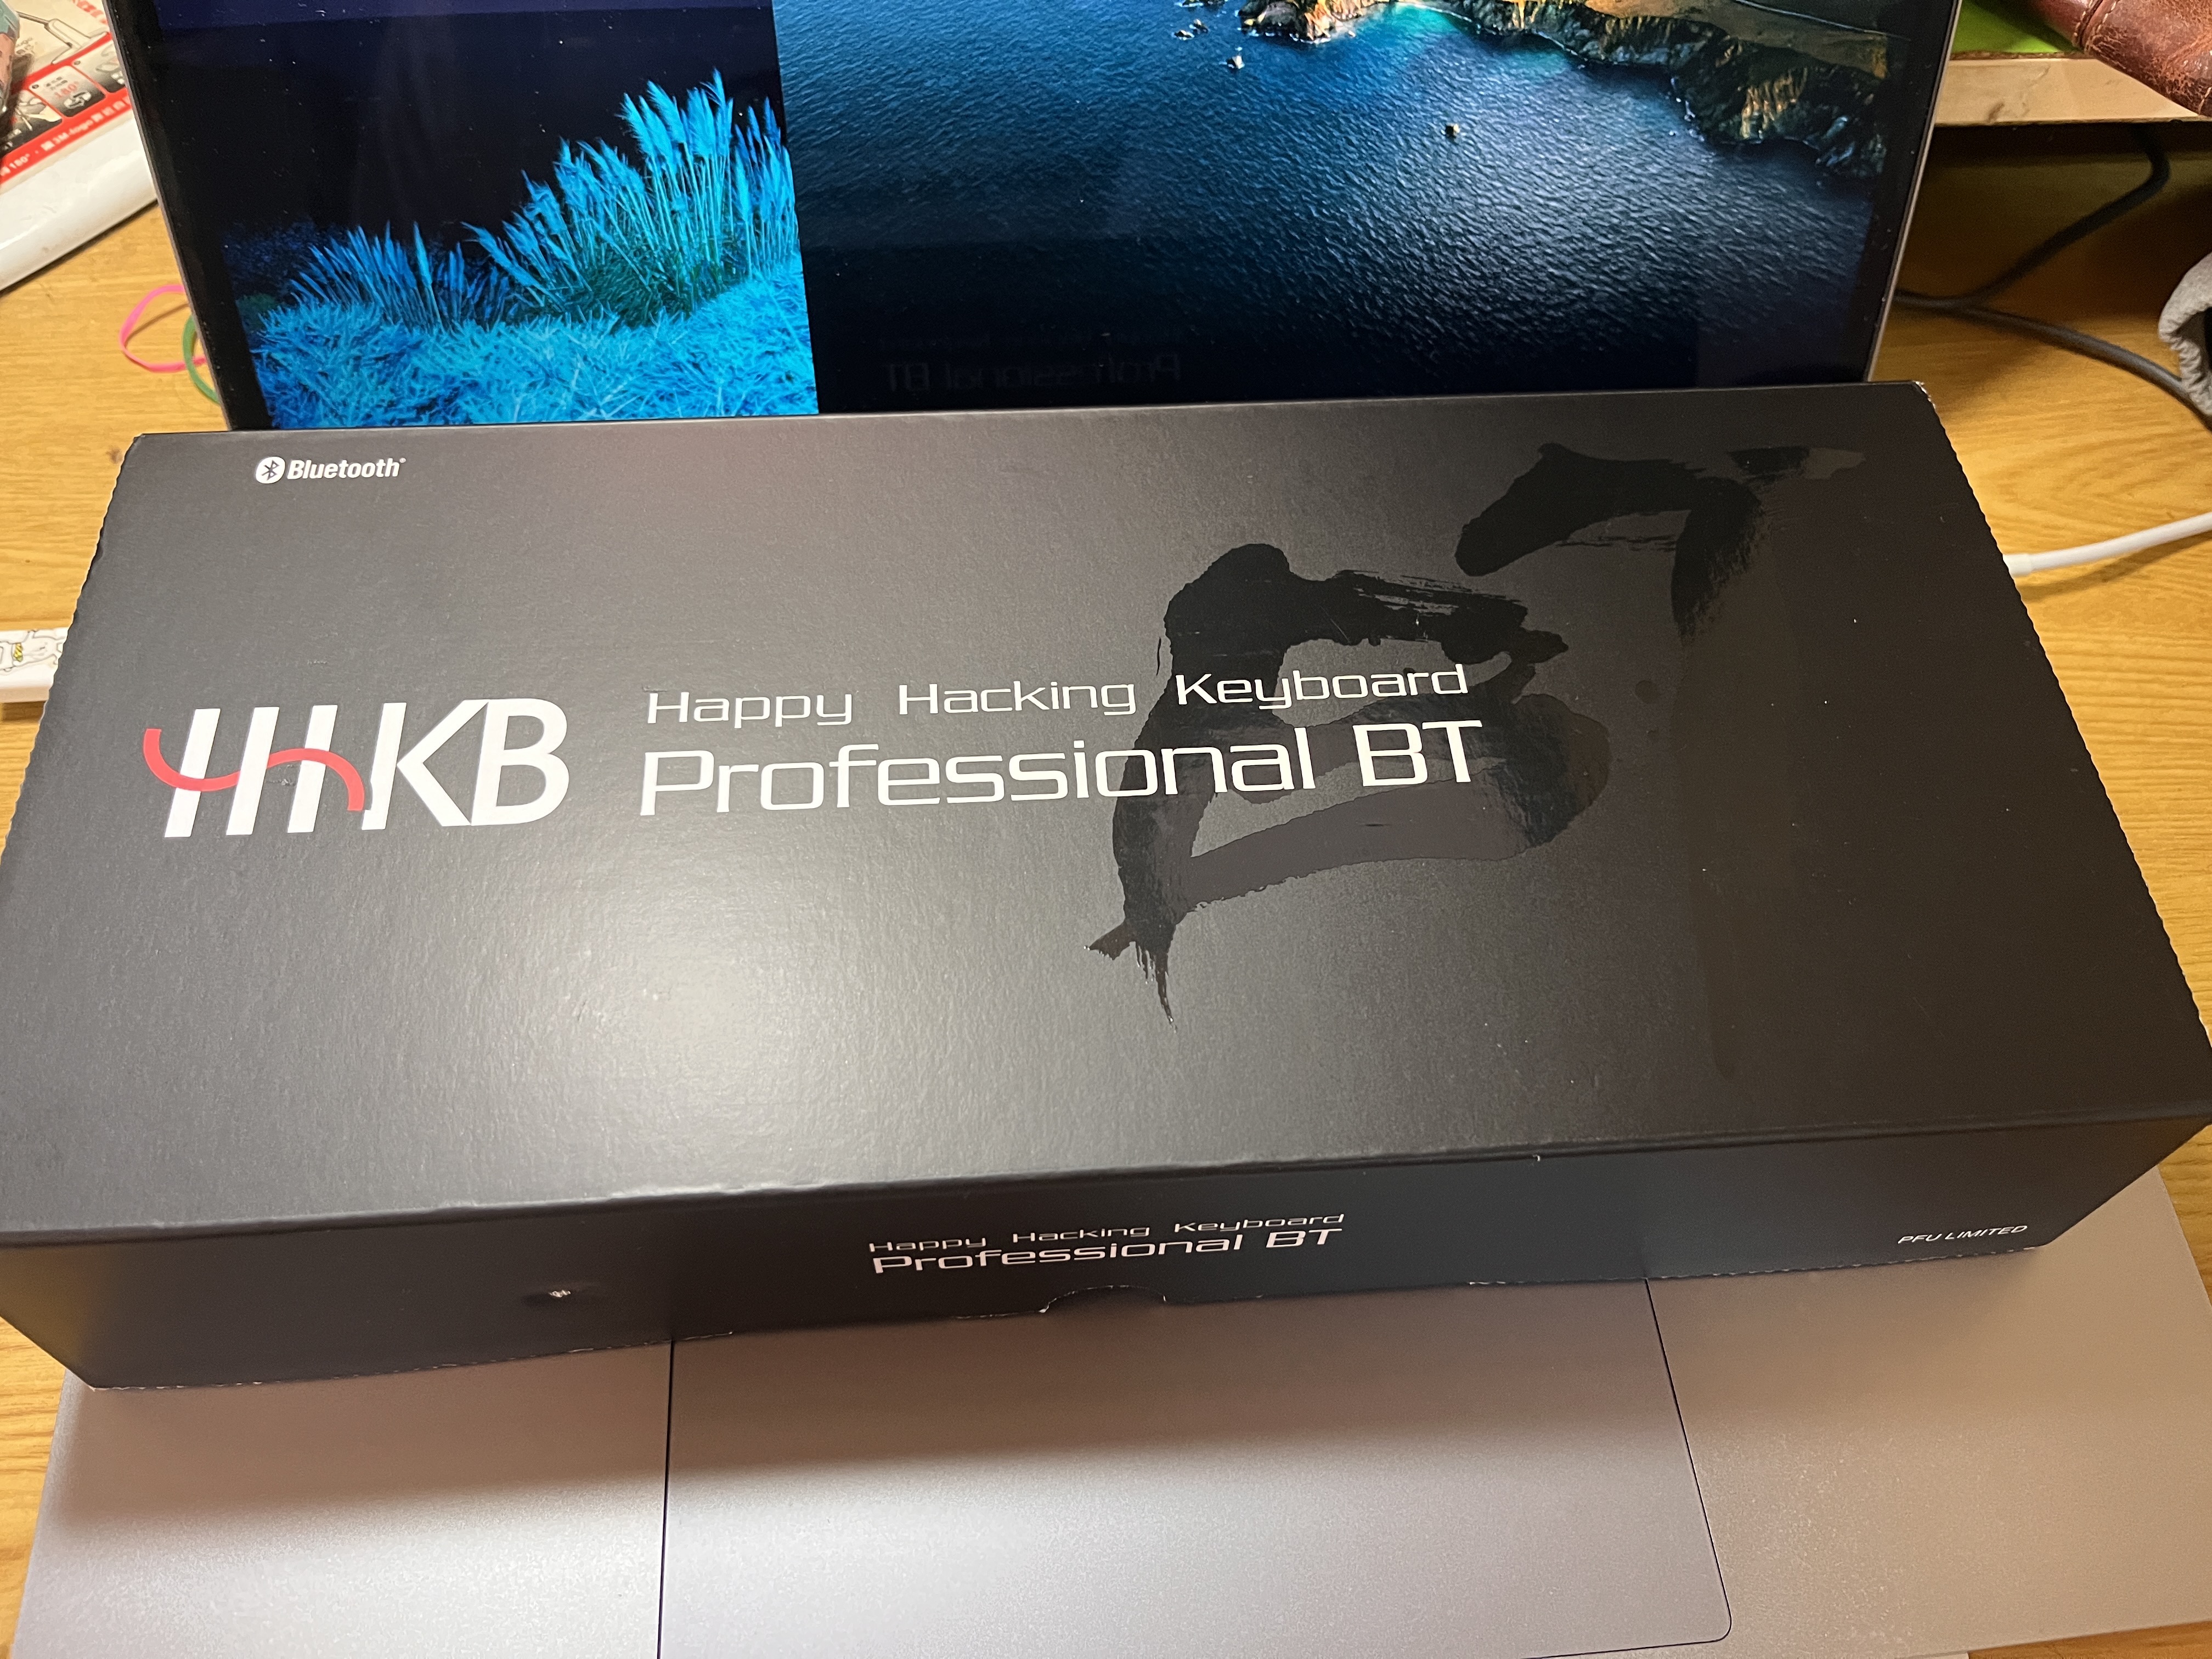 Bluetooth®
HHKB
Happy Hacking Keyboard
Professional BT
Happy Hacking Keyboard
Professional BT
PFU LIMITED